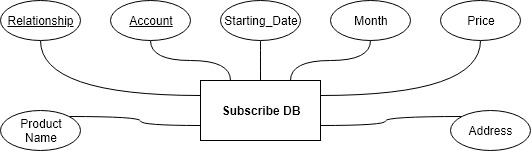 Relationship
Account
Starting_Date
Month
Price
Subscribe DB
Product
Name
Address